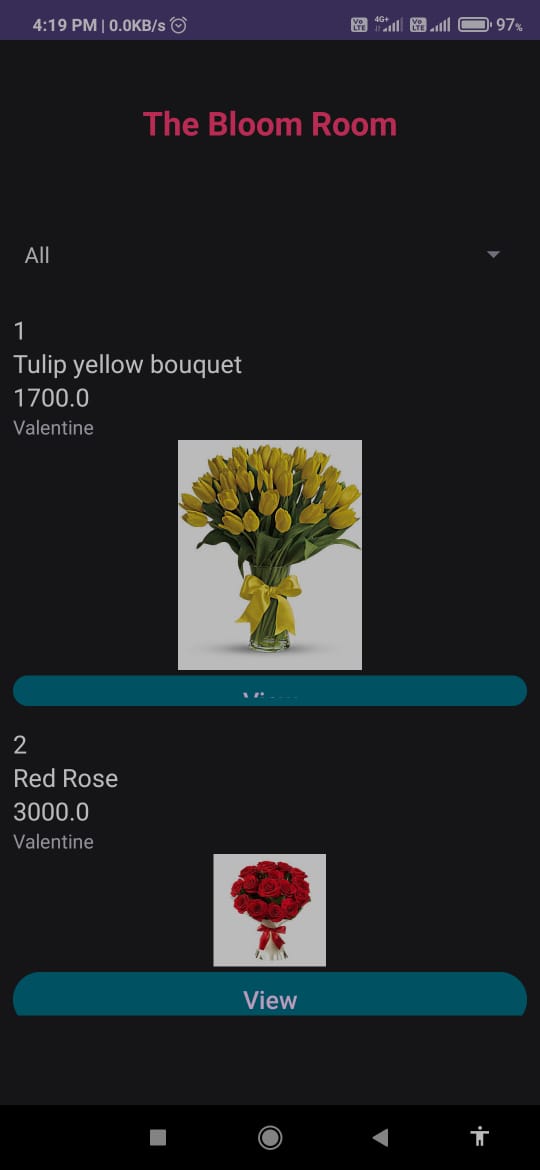 4:19 PM | 0.0KB/s Vo LTE 4G+ Vo LTE 97%
The Bloom Room
All
1
Tulip yellow bouquet
1700.0
Valentine
View
2
Red Rose
3000.0
Valentine
View